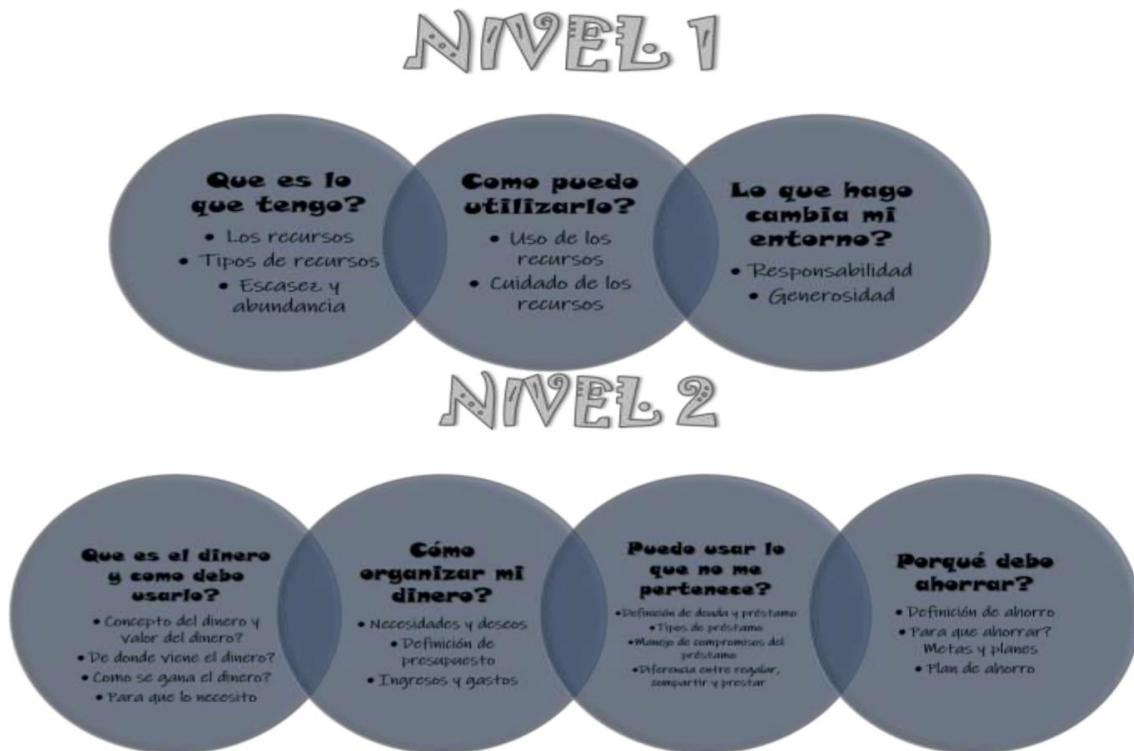 NIVEL 1
Que es lo
que tengo?
• Los recursos
• Tipos de recursos
• Escasez y
abundancia
Como puedo
utilizarlo?
• Uso de los
recursos
• Cuidado de los
recursos
Lo que hago
cambia mi
entorno?
• Responsabilidad
• Generosidad
NIVEL 2
Que es el dinero
y como debo
usarlo?
• Concepto del dinero y
valor del dinero?
• De donde viene el dinero?
• Como se gana el dinero?
• Para que lo necesito
Cómo
organizar mi
dinero?
• Necesidades y deseos
• Definición de
presupuesto
• Ingresos y gastos
Puedo usar lo
que no me
pertenece?
• Definición de deuda y préstamo
• Tipos de préstamo
• Manejo de compromisos del
préstamo
• Diferencia entre regalar,
compartir y prestar
Porqué debo
ahorrar?
• Definición de ahorro
• Para que ahorrar?
Metas y planes
• Plan de ahorro